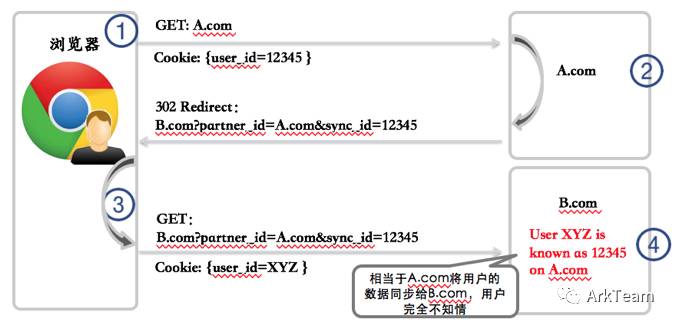 浏览器
①
GET: A.com
Cookie: {user_id=12345 }
A.com
②
302 Redirect：
B.com?partner_id=A.com&sync_id=12345
③
GET：
B.com?partner_id=A.com&sync_id=12345
Cookie: {user_id=XYZ }
B.com
④
User XYZ is
known as 12345
on A.com
相当于A.com将用户的
数据同步给B.com，用户
完全不知情
ArkTeam